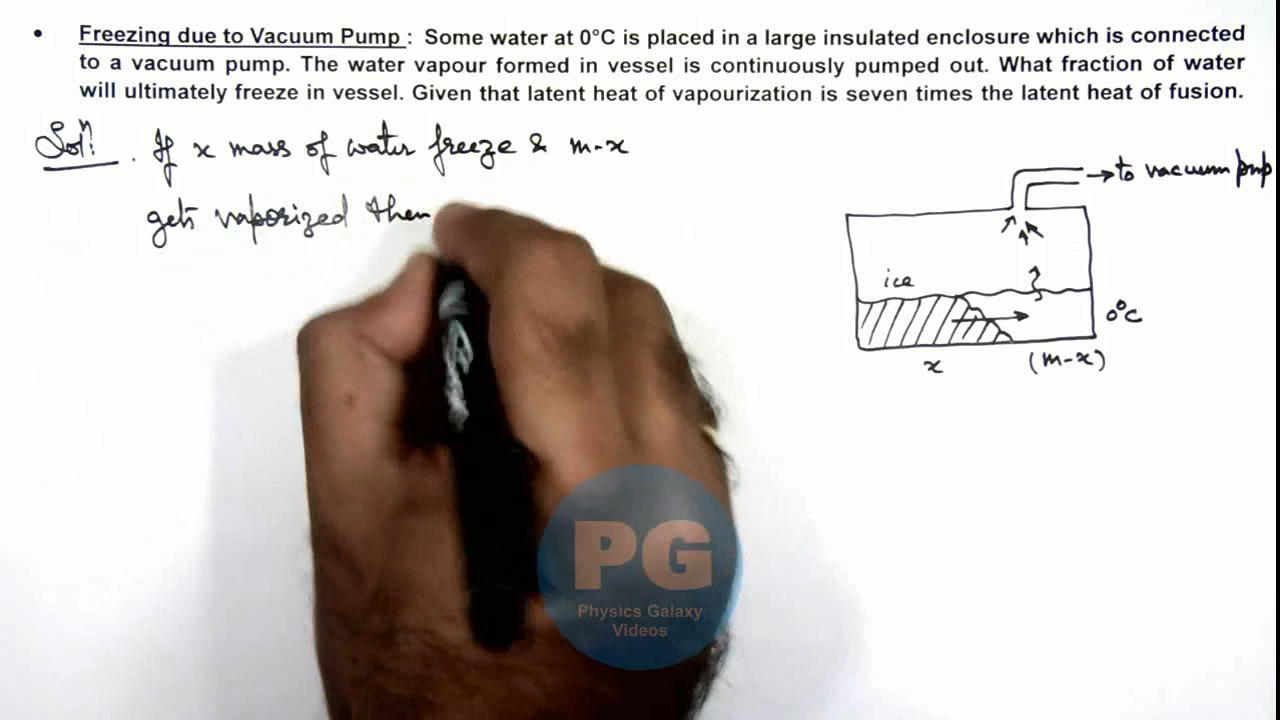 • Freezing due to Vacuum Pump : Some water at 0°C is placed in a large insulated enclosure which is connected
to a vacuum pump. The water vapour formed in vessel is continuously pumped out. What fraction of water
will ultimately freeze in vessel. Given that latent heat of vapourization is seven times the latent heat of fusion.
Solⁿ. If x mass of water freeze & m-x
gets vaporized then
→ to vacuum pmp
ice
0°C
x
(m-x)
PG
Physics Galaxy
Videos